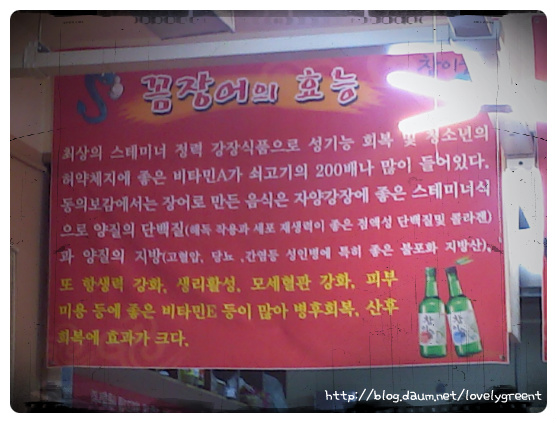 꼼장어의 효능
최상의 스테미너 정력 강장식품으로 성기능 회복 및 청소년의
허약체지에 좋은 비타민A가 쇠고기의 200배나 많이 들어있다.
동의보감에서는 장어로 만든 음식은 자양강장에 좋은 스테미너식
으로 양질의 단백질(해독 작용과 세포 재생력이 좋은 점액성 단백질및 콜라겐)
과 양질의 지방(고혈압, 당뇨 ,간염등 성인병에 특히 좋은 불포화 지방산),
또 항생력 강화, 생리활성, 모세혈관 강화, 피부
미용 등에 좋은 비타민E 등이 많아 병후회복, 산후
회복에 효과가 크다.
http://blog.daum.net/lovelygreent